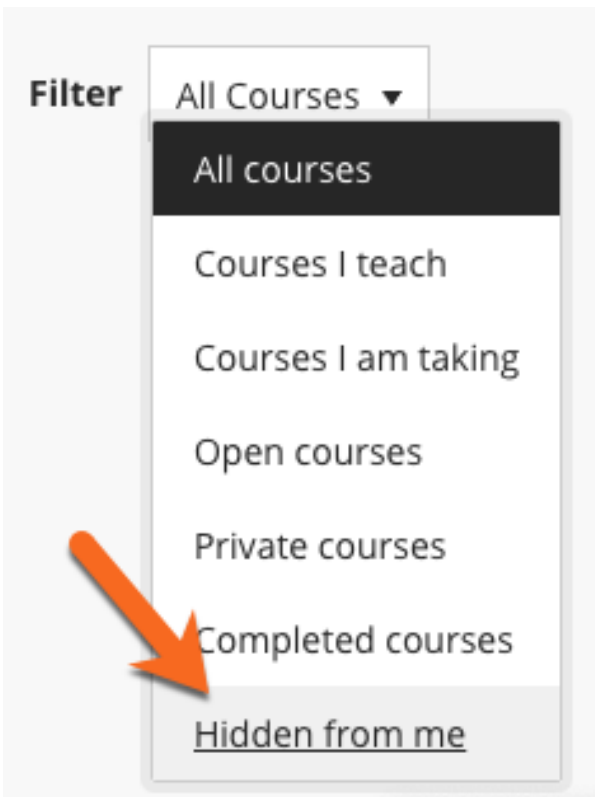 Filter All Courses
All courses
Courses I teach
Courses I am taking
Open courses
Private courses
Completed courses
Hidden from me